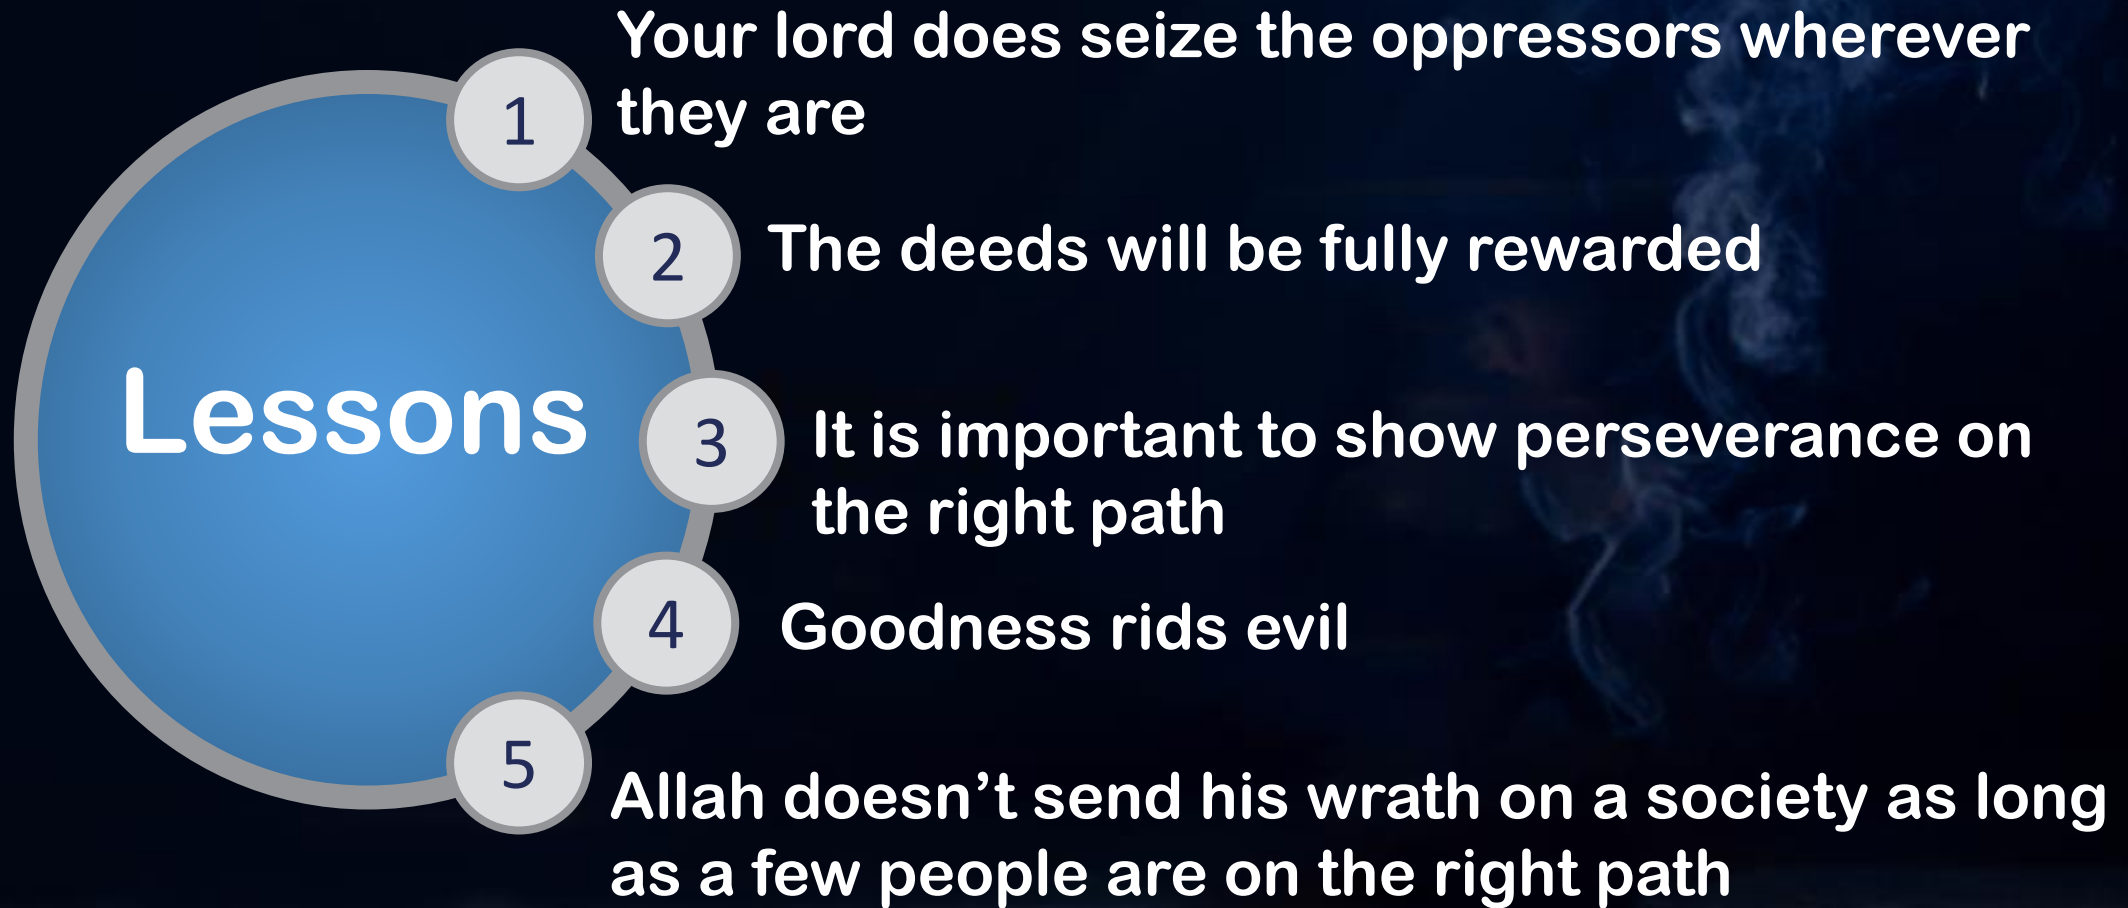 Lessons
1
Your lord does seize the oppressors wherever
they are
2
The deeds will be fully rewarded
3
It is important to show perseverance on
the right path
4
Goodness rids evil
5
Allah doesn’t send his wrath on a society as long
as a few people are on the right path